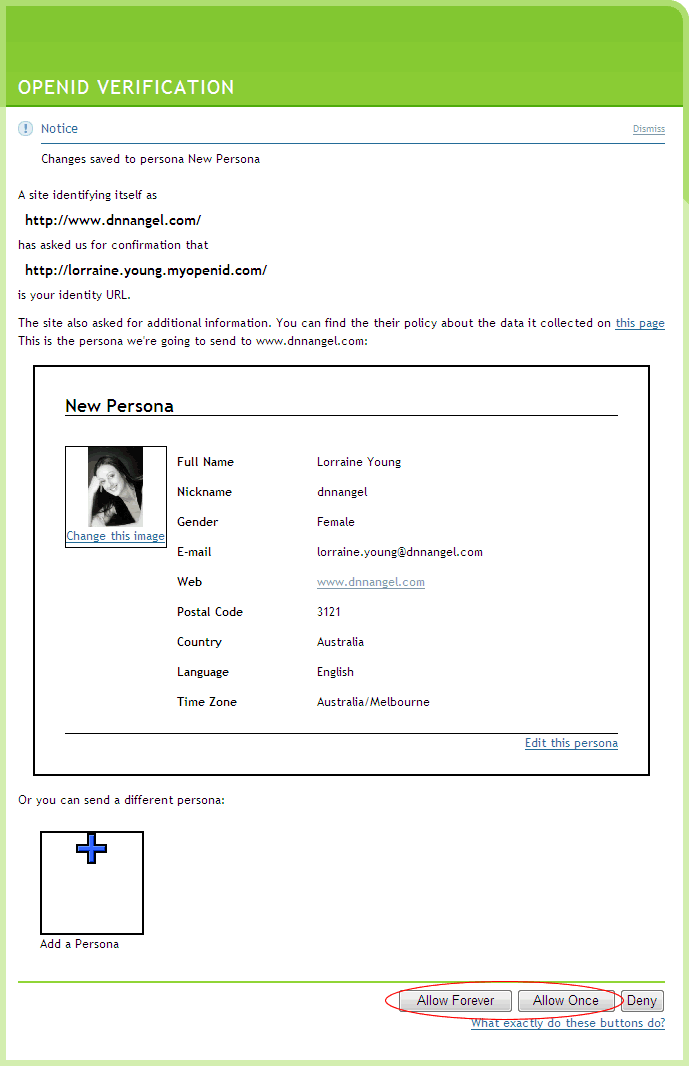 OPENID VERIFICATION
! Notice Dismiss
Changes saved to persona New Persona
A site identifying itself as
http://www.dnnangel.com/
has asked us for confirmation that
http://lorraine.young.myopenid.com/
is your identity URL.
The site also asked for additional information. You can find the their policy about the data it collected on this page
This is the persona we're going to send to www.dnnangel.com:
New Persona
Change this image
Full Name Lorraine Young
Nickname dnnangel
Gender Female
E-mail lorraine.young@dnnangel.com
Web www.dnnangel.com
Postal Code 3121
Country Australia
Language English
Time Zone Australia/Melbourne
Edit this persona
Or you can send a different persona:
Add a Persona
Allow Forever Allow Once Deny
What exactly do these buttons do?